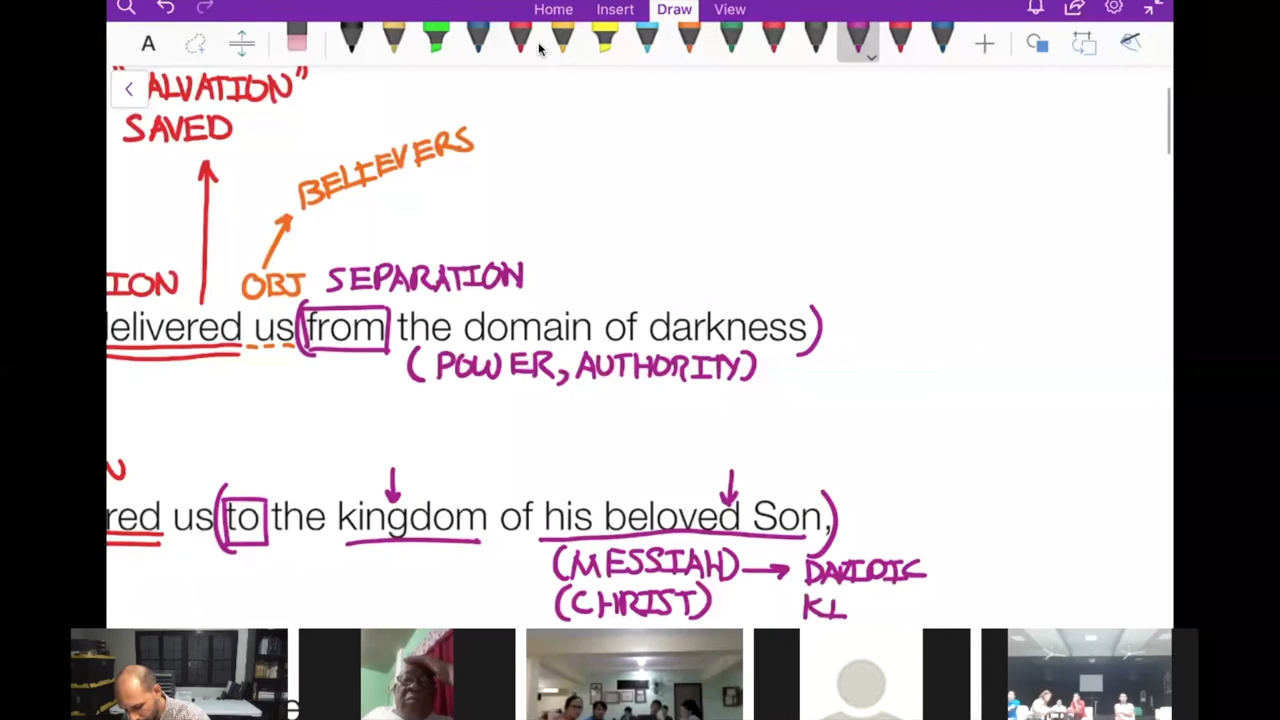 Home Insert Draw View
A
ALVATION"
SAVED
BELIEVERS
ION OBJ SEPARATION
elivered us (from the domain of darkness)
(POWER, AUTHORITY)
N
red us (to the kingdom of his beloved Son,)
(MESSIAH) → DAVIDIC
(CHRIST) KI